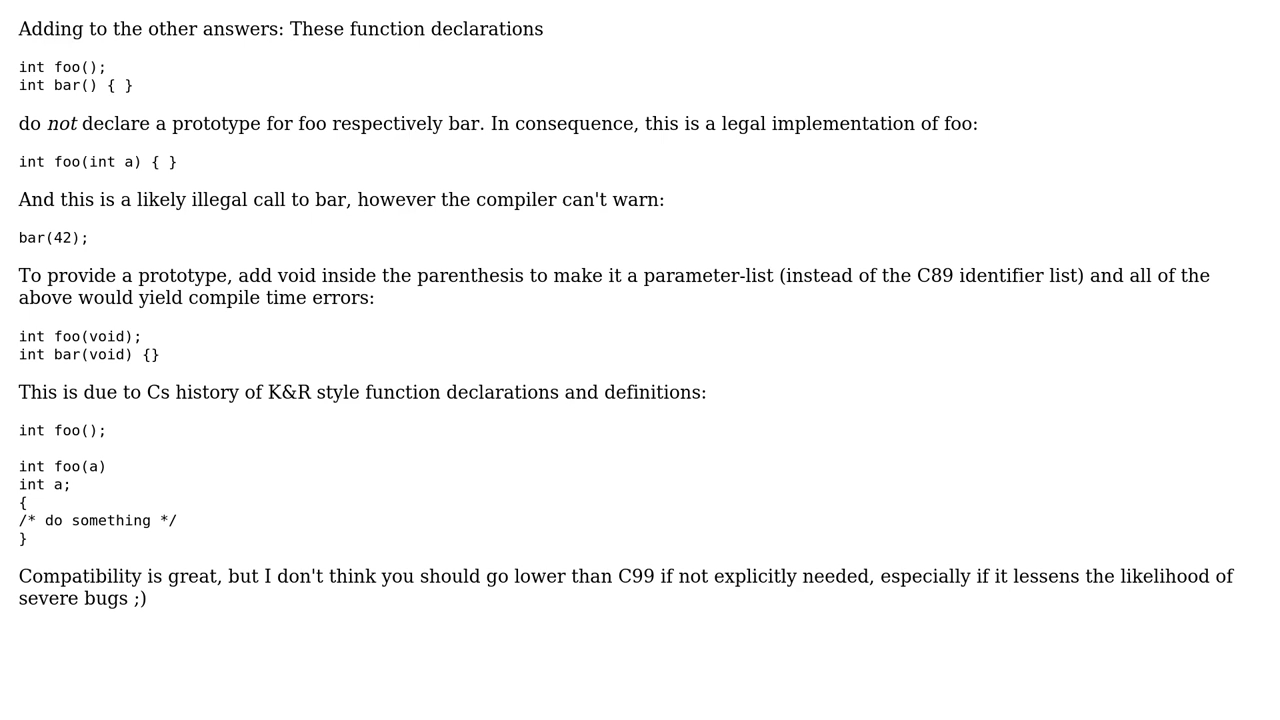 Adding to the other answers: These function declarations
int foo();
int bar() { }
do not declare a prototype for foo respectively bar. In consequence, this is a legal implementation of foo:
int foo(int a) { }
And this is a likely illegal call to bar, however the compiler can't warn:
bar(42);
To provide a prototype, add void inside the parenthesis to make it a parameter-list (instead of the C89 identifier list) and all of the
above would yield compile time errors:
int foo(void);
int bar(void) {}
This is due to Cs history of K&R style function declarations and definitions:
int foo();
int foo(a)
int a;
{
/* do something */
}
Compatibility is great, but I don't think you should go lower than C99 if not explicitly needed, especially if it lessens the likelihood of
severe bugs ;)